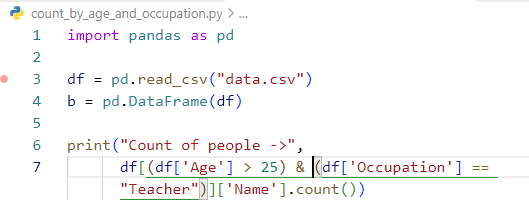 count_by_age_and_occupation.py > ...
1 import pandas as pd
2
3 df = pd.read_csv("data.csv")
4 b = pd.DataFrame(df)
5
6 print("Count of people ->",
7 df[(df['Age'] > 25) & (df['Occupation'] ==
"Teacher")]['Name'].count())